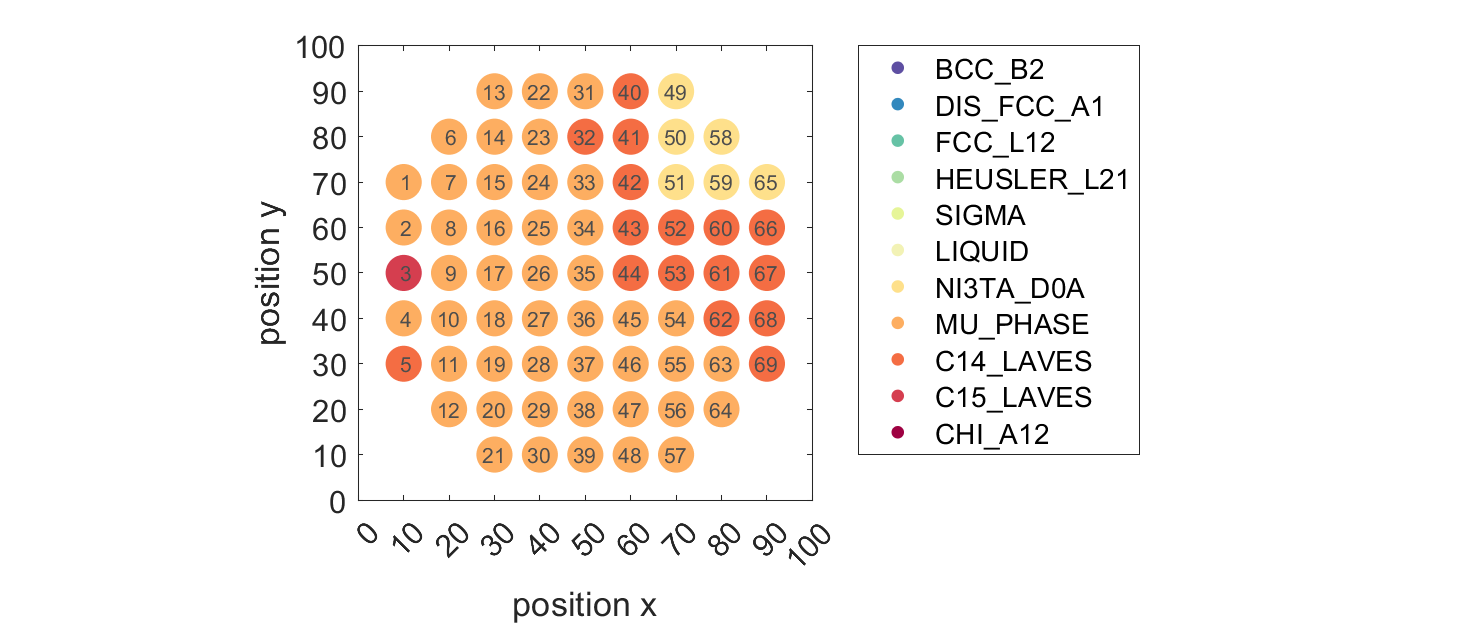 100
90
80
70
60
50
40
30
20
10
0
position y
13 22 31 40 49
6 14 23 32 41 50 58
1 7 15 24 33 42 51 59 65
2 8 16 25 34 43 52 60 66
3 9 17 26 35 44 53 61 67
4 10 18 27 36 45 54 62 68
5 11 19 28 37 46 55 63 69
12 20 29 38 47 56 64
21 30 39 48 57
0 10 20 30 40 50 60 70 80 90 100
position x
BCC_B2
DIS_FCC_A1
FCC_L12
HEUSLER_L21
SIGMA
LIQUID
NI3TA_D0A
MU_PHASE
C14_LAVES
C15_LAVES
CHI_A12